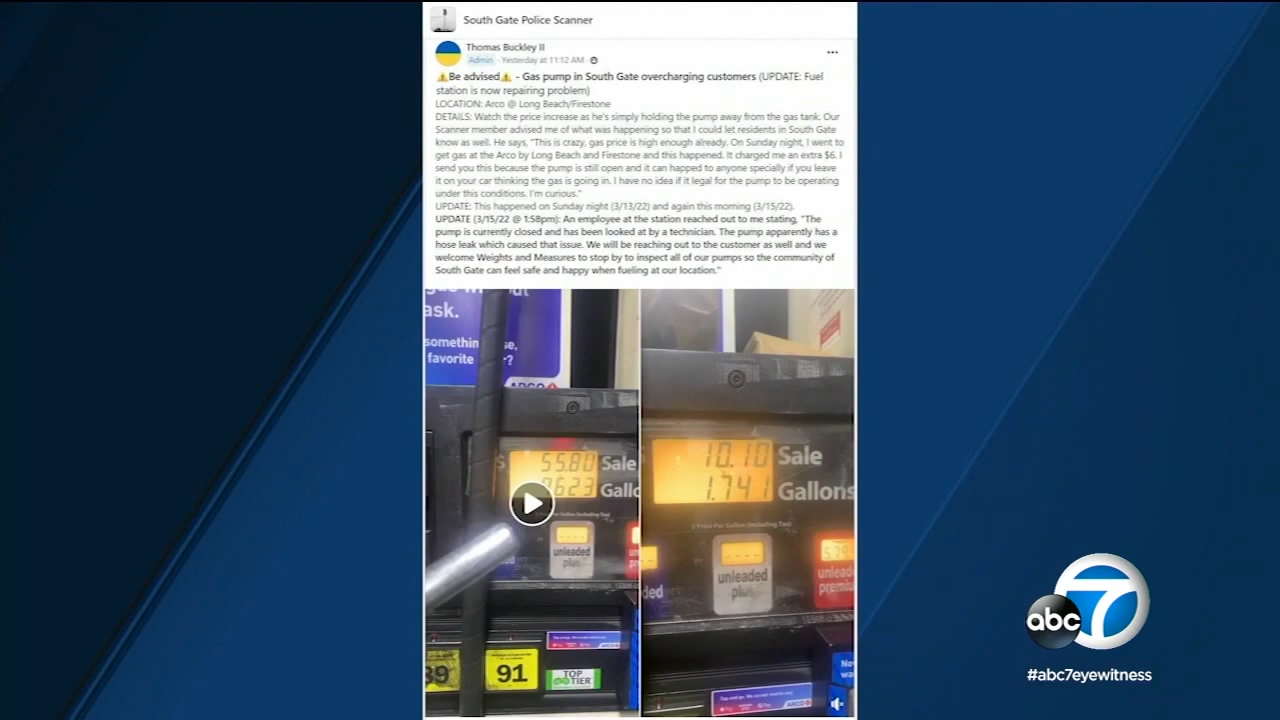 South Gate Police Scanner
Thomas Buckley II
Admin · Yesterday at 11:12 AM ·
⚠Be advised⚠ - Gas pump in South Gate overcharging customers (UPDATE: Fuel
station is now repairing problem)
LOCATION: Arco @ Long Beach/Firestone
DETAILS: Watch the price increase as he's simply holding the pump away from the gas tank. Our
Scanner member advised me of what was happening so that I could let residents in South Gate
know as well. He says, "This is crazy, gas price is high enough already. On Sunday night, I went to
get gas at the Arco by Long Beach and Firestone and this happened. It charged me an extra $6. I
send you this because the pump is still open and it can happed to anyone specially if you leave
it on your car thinking the gas is going in. I have no idea if it legal for the pump to be operating
under this conditions. I'm curious."
UPDATE: This happened on Sunday night (3/13/22) and again this morning (3/15/22).
UPDATE (3/15/22 @ 1:58pm): An employee at the station reached out to me stating, "The
pump is currently closed and has been looked at by a technician. The pump apparently has a
hose leak which caused that issue. We will be reaching out to the customer as well and we
welcome Weights and Measures to stop by to inspect all of our pumps so the community of
South Gate can feel safe and happy when fueling at our location."
ask.
favorite
ARCO
$ 55.80 Sale
9623
unleaded
plus
91
TOP
TIER
10.10 Sale
1.741 Gallons
unleaded
plus
5.79
abc 7
#abc7eyewitness